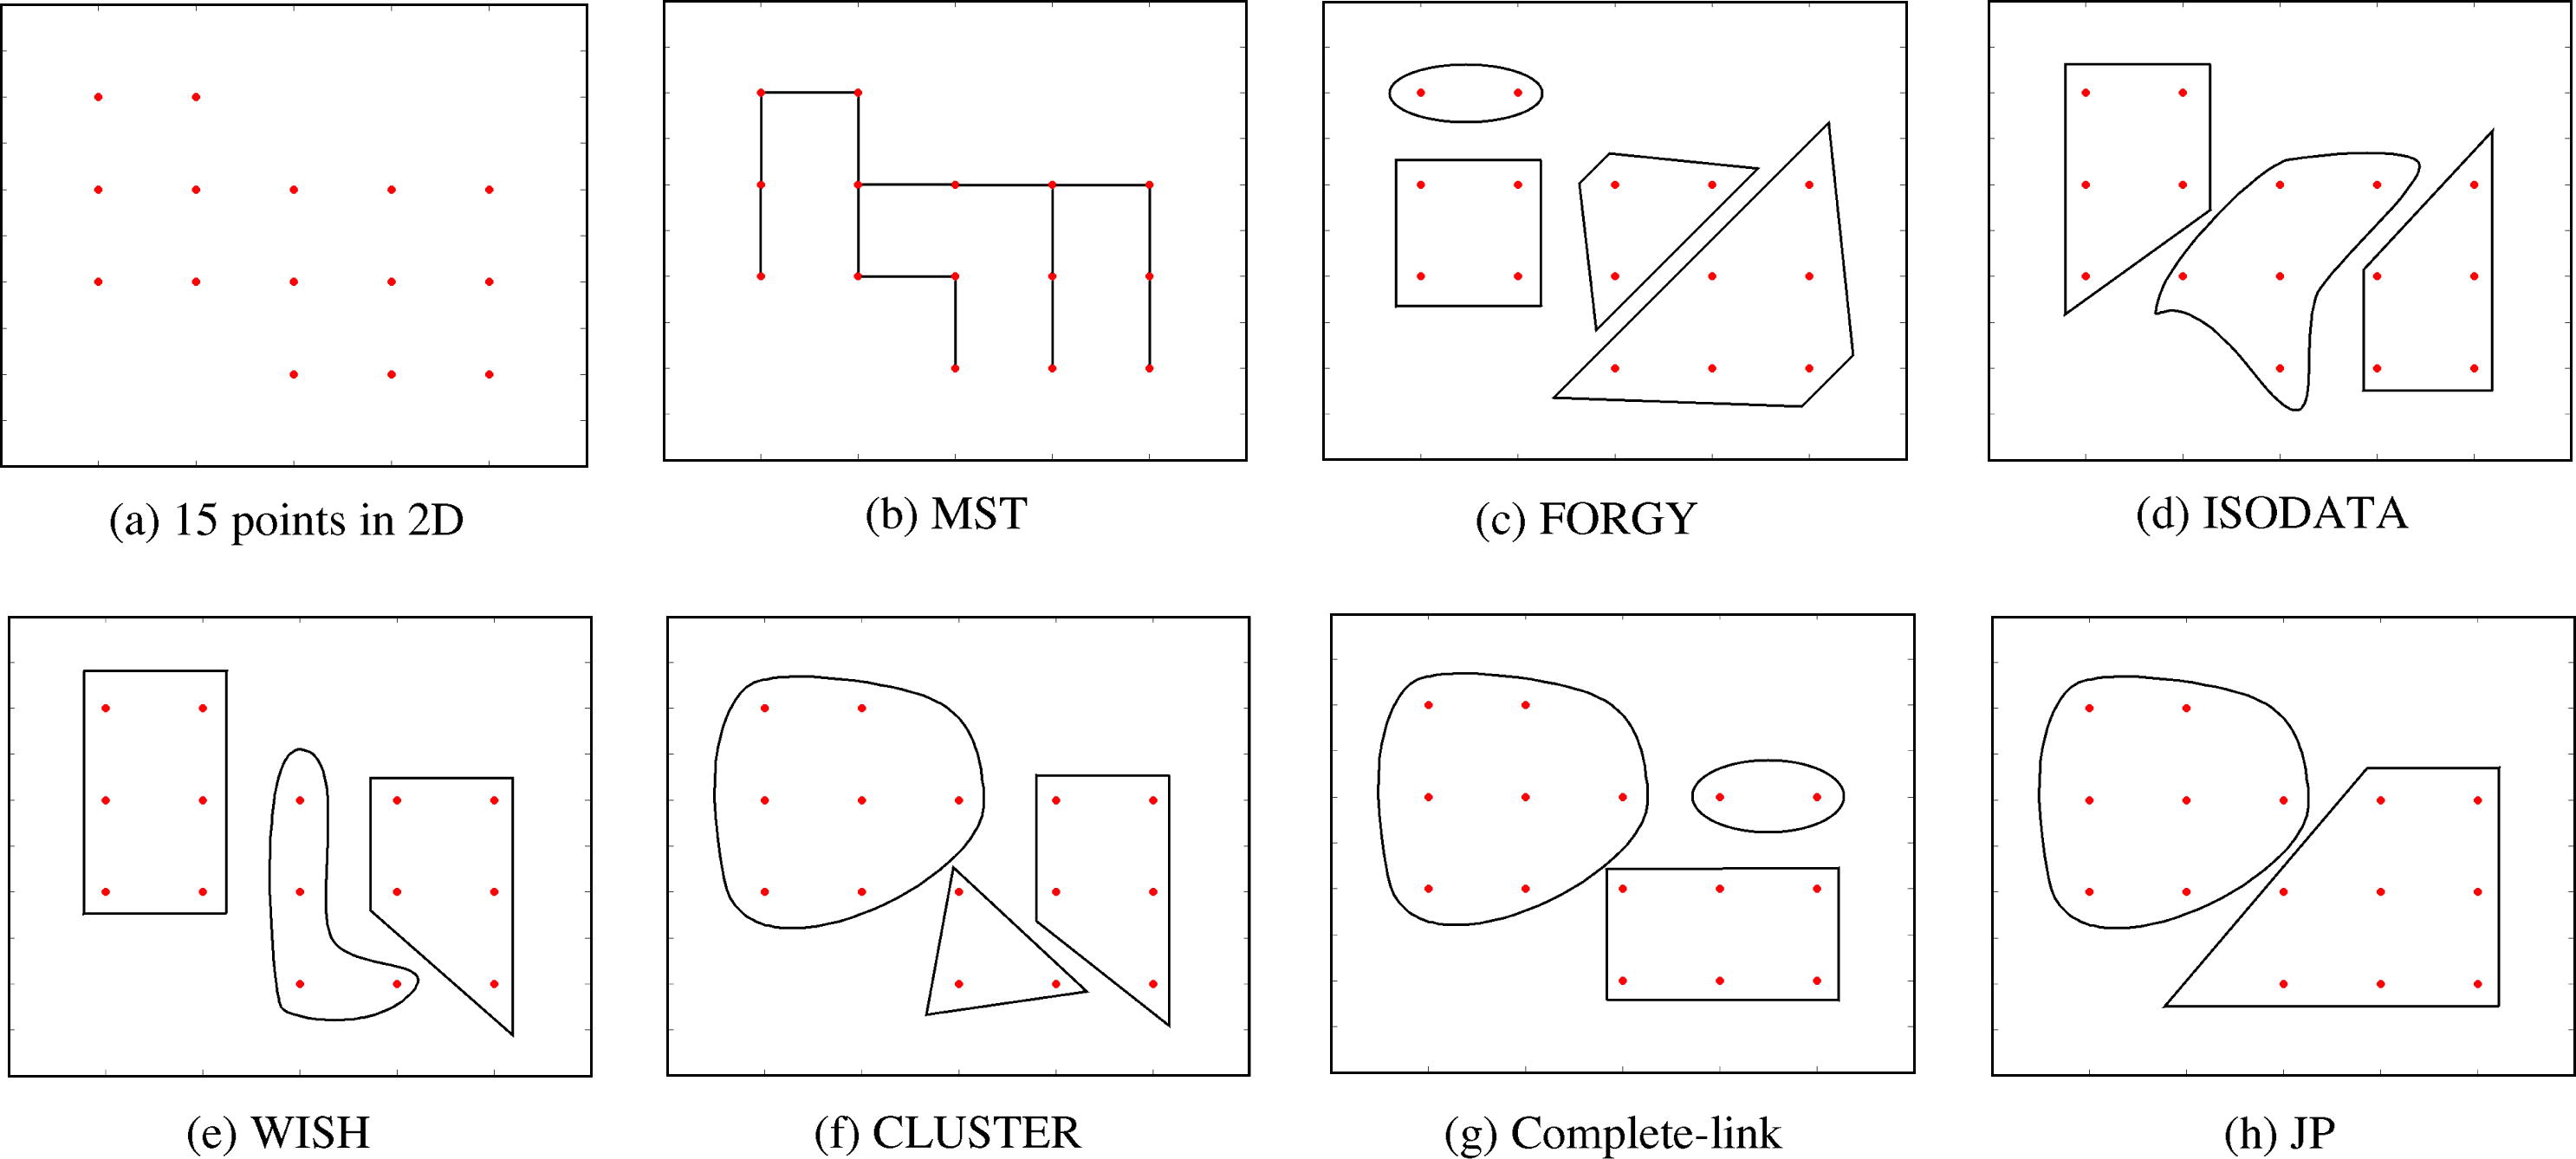 (a) 15 points in 2D
(b) MST
(c) FORGY
(d) ISODATA
(e) WISH
(f) CLUSTER
(g) Complete-link
(h) JP